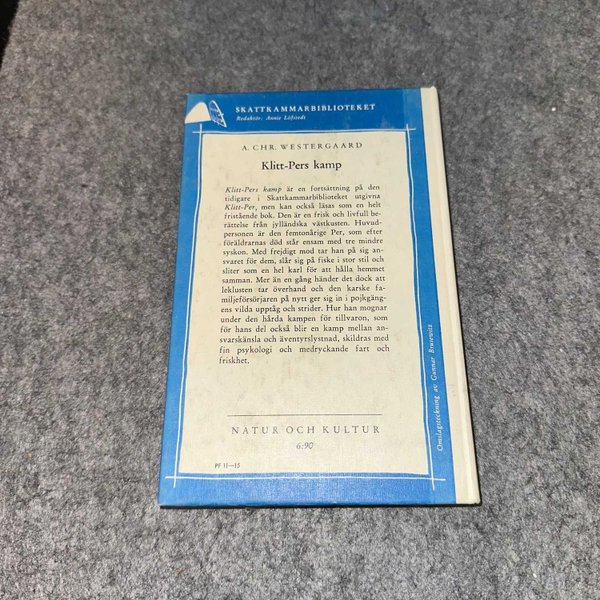 SKATTKAMMARBIBLIOTEKET
Redaktör: Annie Löfstedt
A. CHR. WESTERGAARD
Klitt-Pers kamp
Klitt-Pers kamp är en fortsättning på den
tidigare i Skattkammarbiblioteket utgivna
Klitt-Per, men kan också läsas som en helt
fristående bok. Den är en frisk och livfull be-
rättelse från jylländska västkusten. Huvud-
personen är den femtonårige Per, som efter
föräldrarnas död står ensam med tre mindre
syskon. Med frejdigt mod tar han på sig an-
svaret för dem, slår sig på fiske i stor stil och
sliter som en hel karl för att hålla hemmet
samman. Mer än en gång händer det dock att
leklusten tar överhand och den karske fa-
miljeförsörjaren på nytt ger sig in i pojkgäng-
ens vilda upptåg och strider. Hur han mognar
under den hårda kampen för tillvaron, som
för hans del också blir en kamp mellan an-
svarskänsla och äventyrslystnad, skildras med
fin psykologi och medryckande fart och
friskhet.
NATUR OCH KULTUR
6:90
PF 11—15
Omslagsteckning av Gunnar Brusewitz